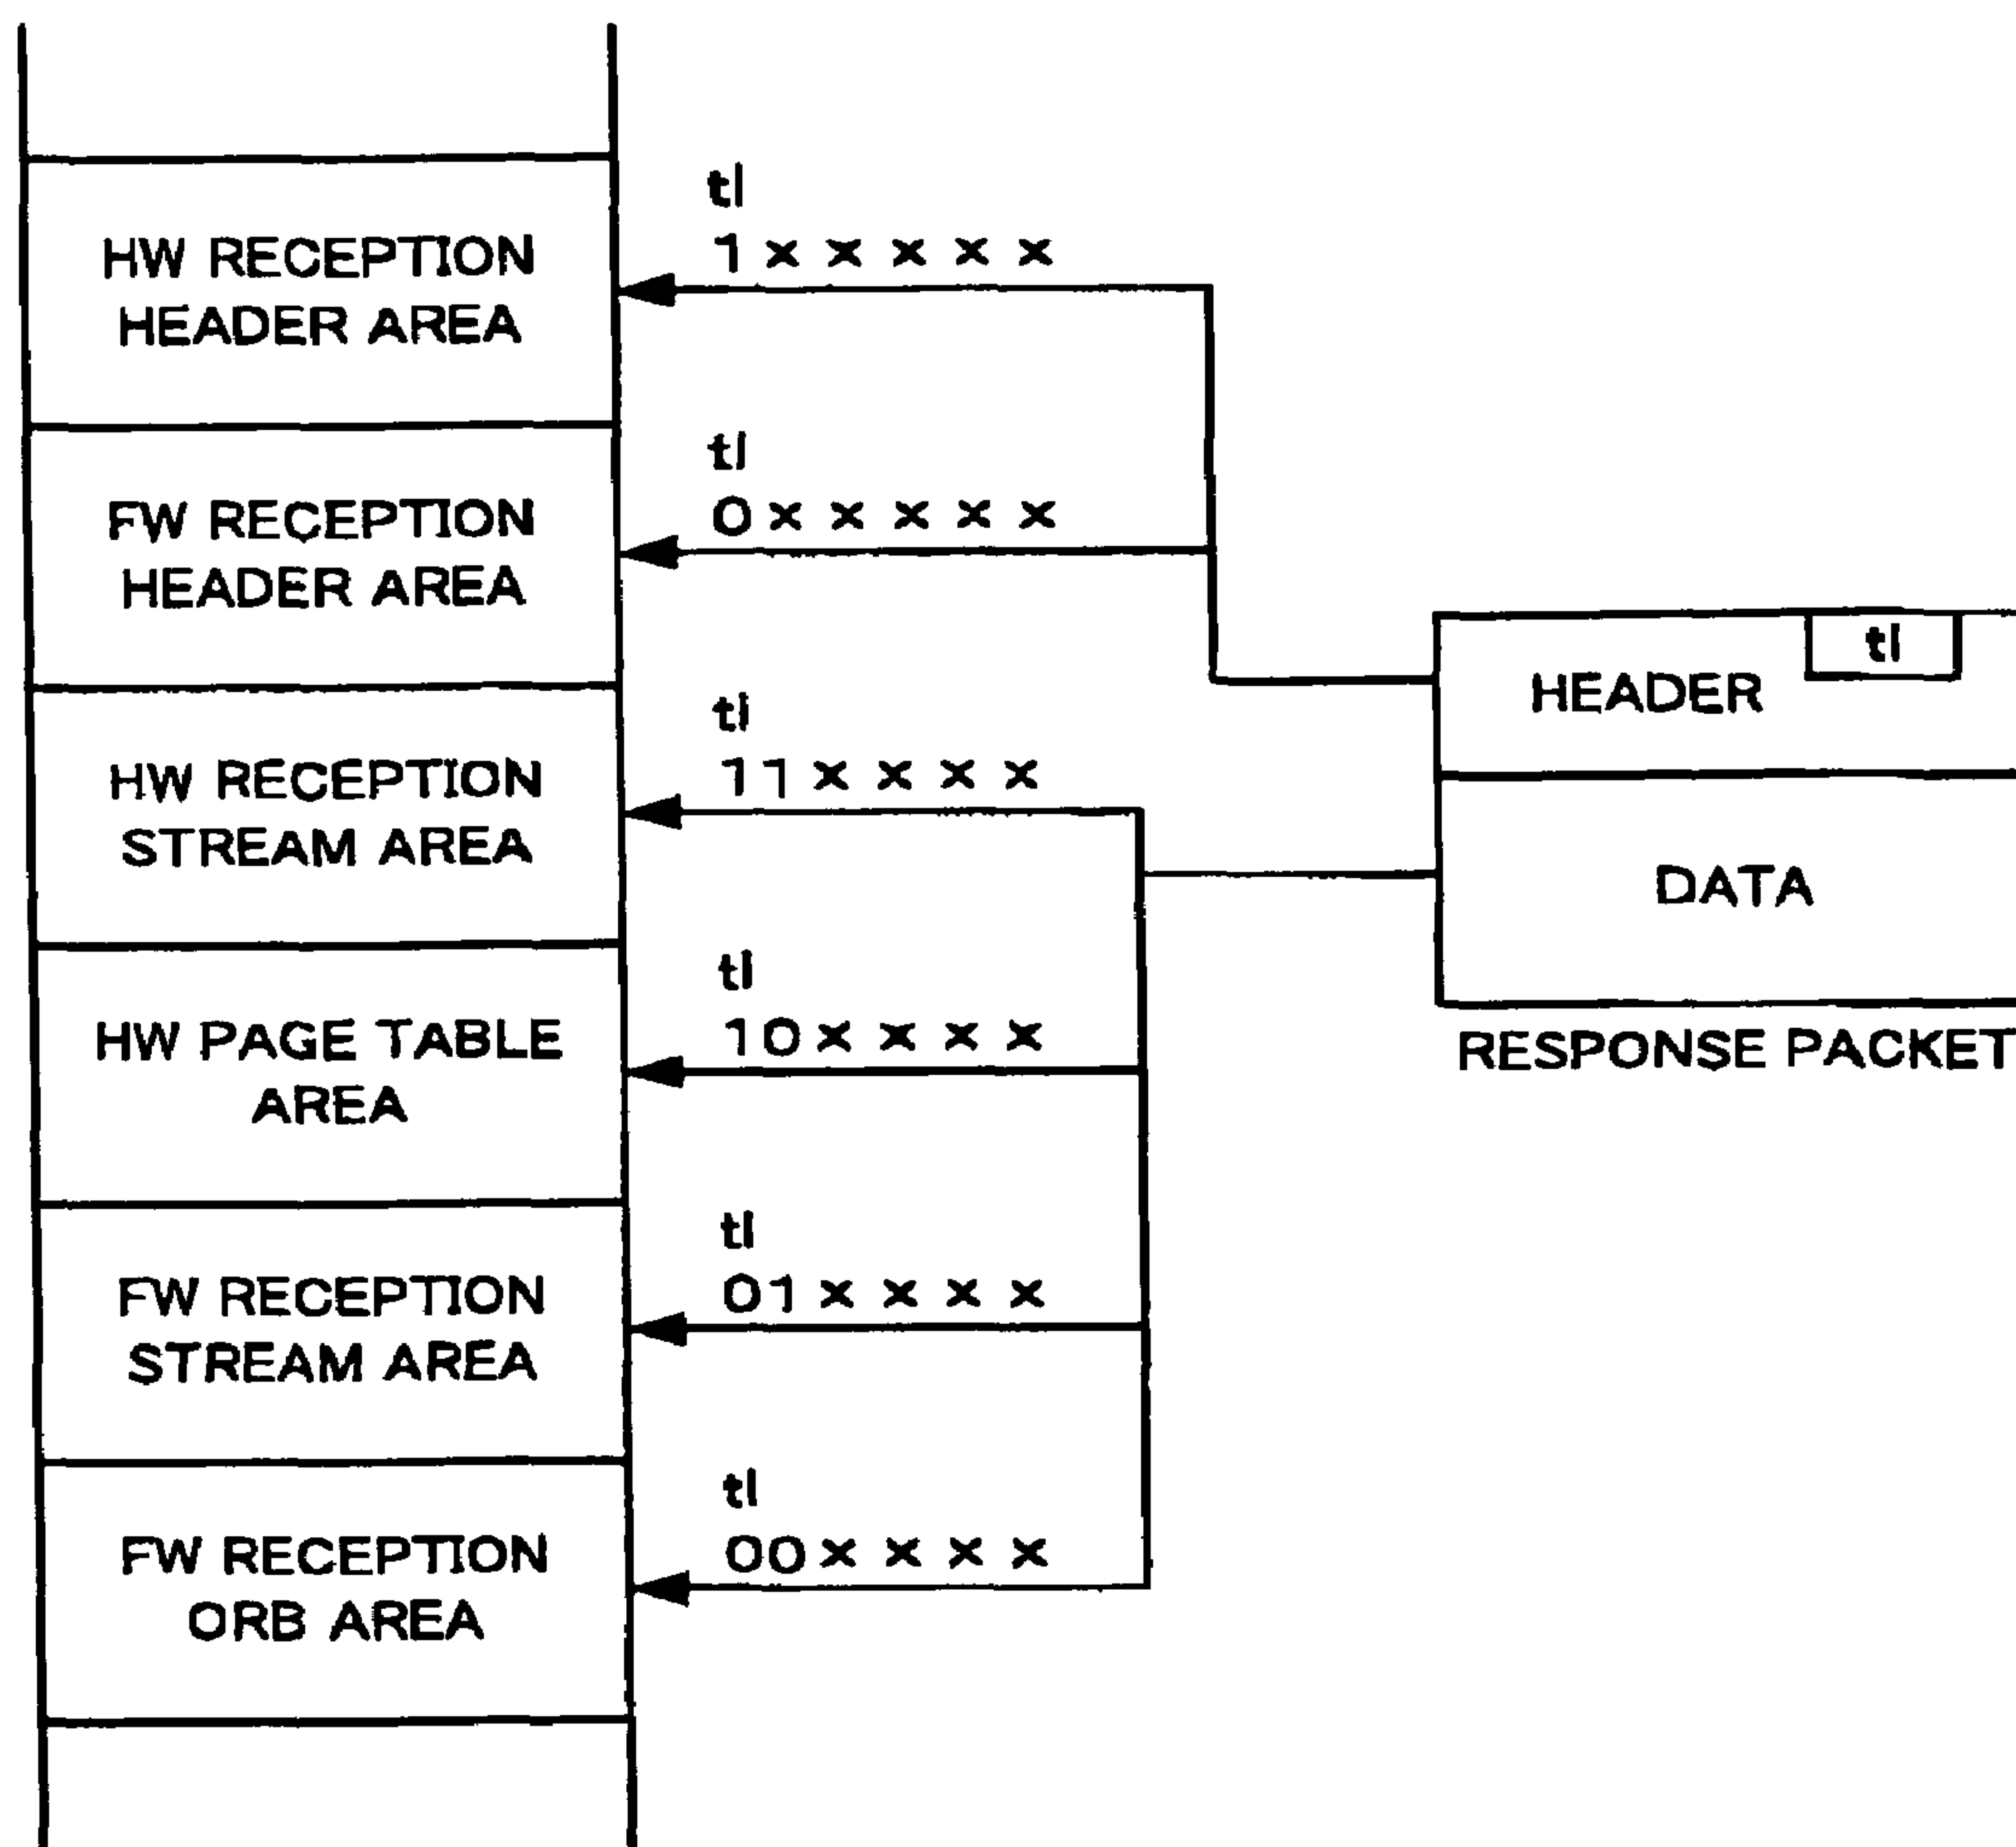 HW RECEPTION
HEADER AREA
tl
1 x x x x x
FW RECEPTION
HEADER AREA
tl
0 x x x x x
HW RECEPTION
STREAM AREA
tl
11 x x x x
HW PAGE TABLE
AREA
tl
10 x x x x
FW RECEPTION
STREAM AREA
tl
01 x x x x
FW RECEPTION
ORB AREA
tl
00 x x x x
tl
HEADER
DATA
RESPONSE PACKET